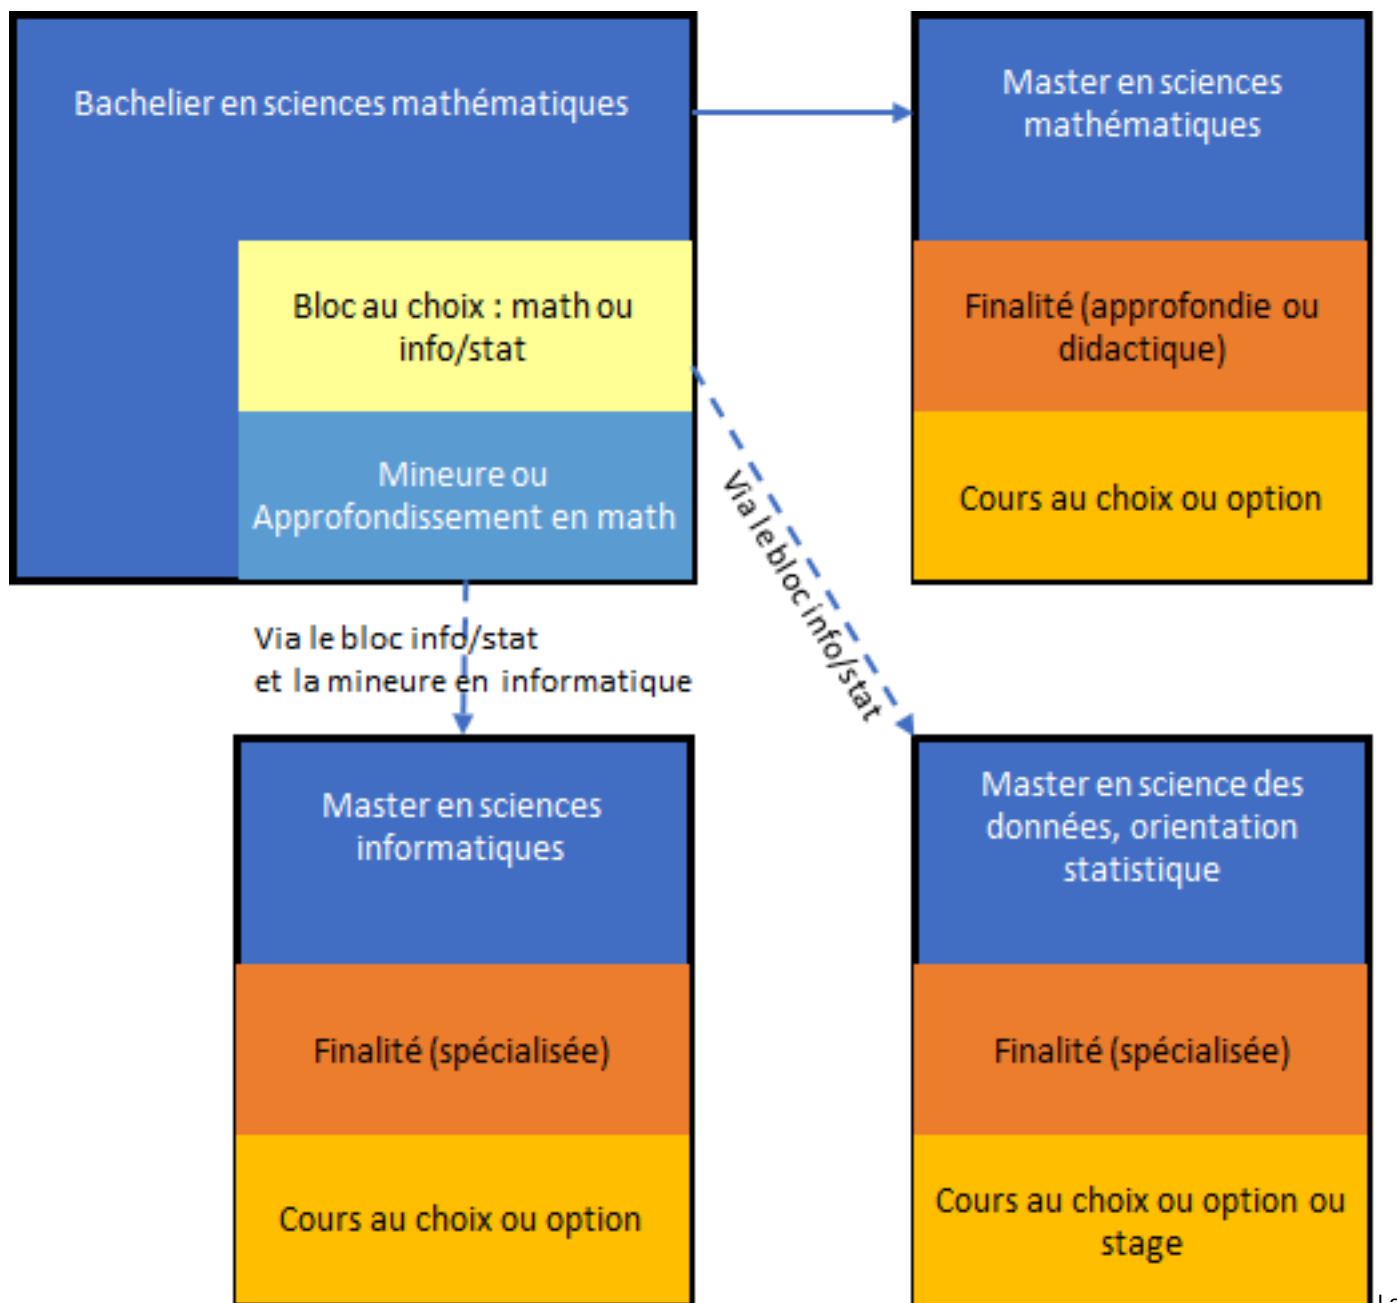 Bachelier en sciences mathématiques
Master en sciences
mathématiques
Bloc au choix : math ou
info/stat
Finalité (approfondie ou
didactique)
Mineure ou
Approfondissement en math
Cours au choix ou option
Via le bloc info/stat
et la mineure en informatique
Via le bloc info/stat
Master en sciences
informatiques
Master en science des
données, orientation
statistique
Finalité (spécialisée)
Finalité (spécialisée)
Cours au choix ou option
Cours au choix ou option ou
stage